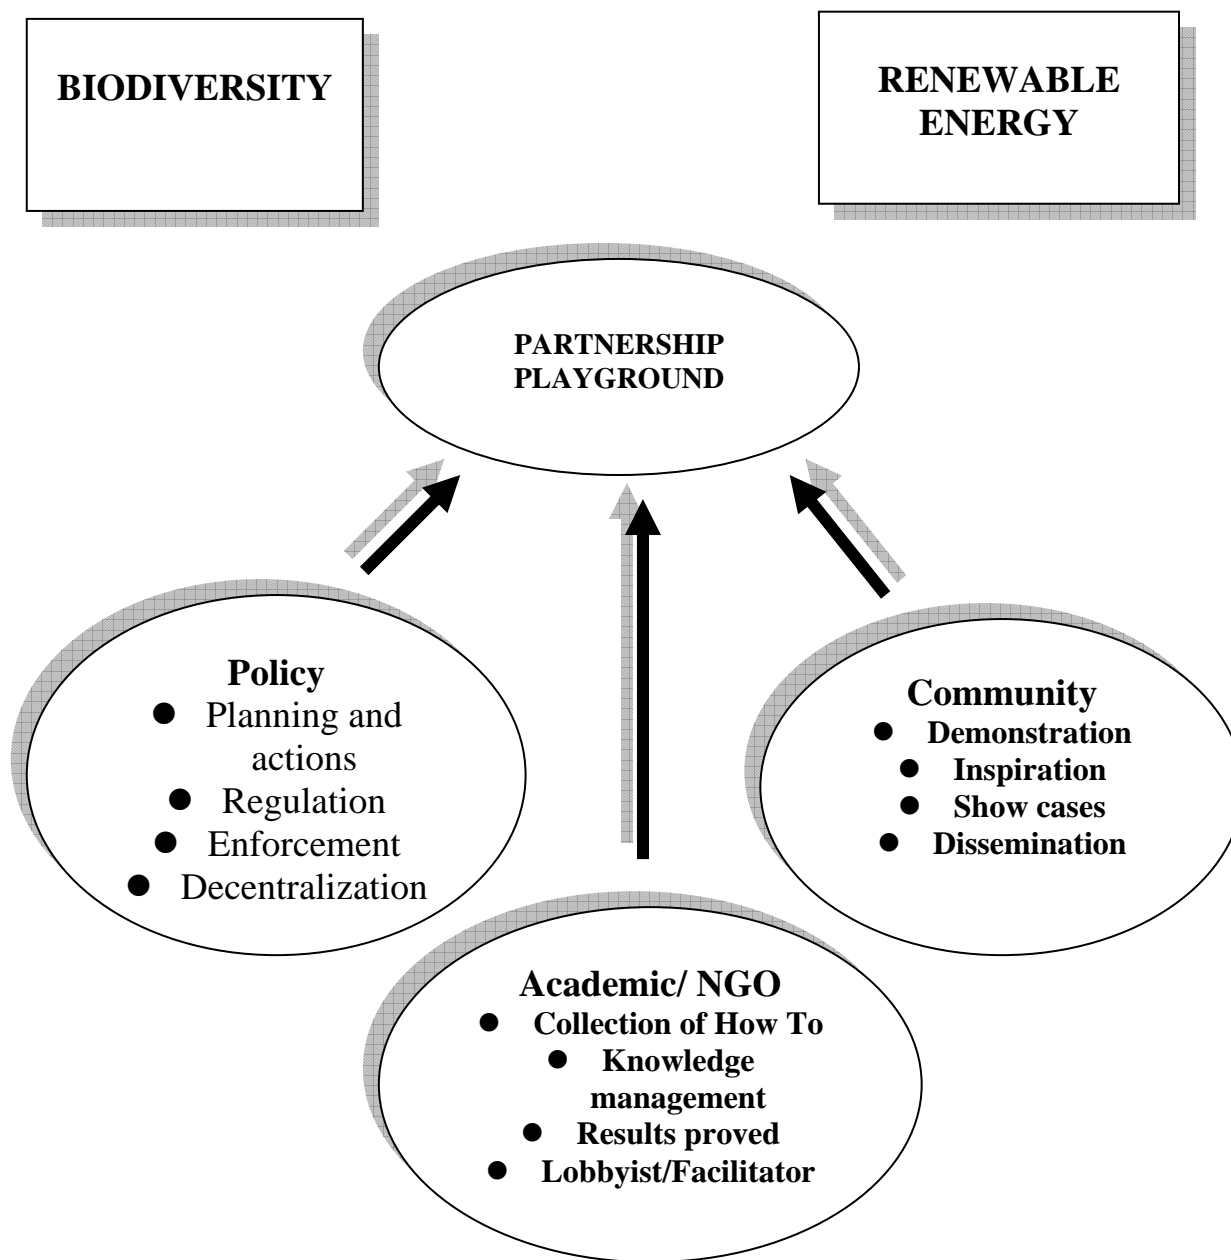 BIODIVERSITY
RENEWABLE
ENERGY
PARTNERSHIP
PLAYGROUND
Policy
● Planning and
actions
● Regulation
● Enforcement
● Decentralization
Community
● Demonstration
● Inspiration
● Show cases
● Dissemination
Academic/ NGO
● Collection of How To
● Knowledge
management
● Results proved
● Lobbyist/Facilitator